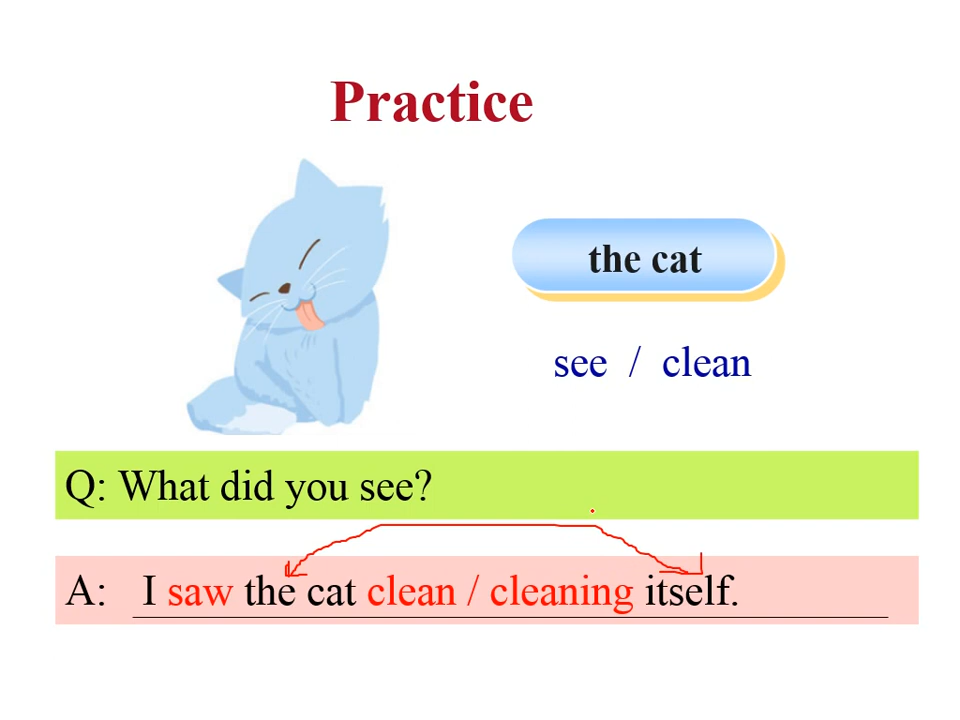 Practice
the cat
see / clean
Q: What did you see?
A: I saw the cat clean / cleaning itself.